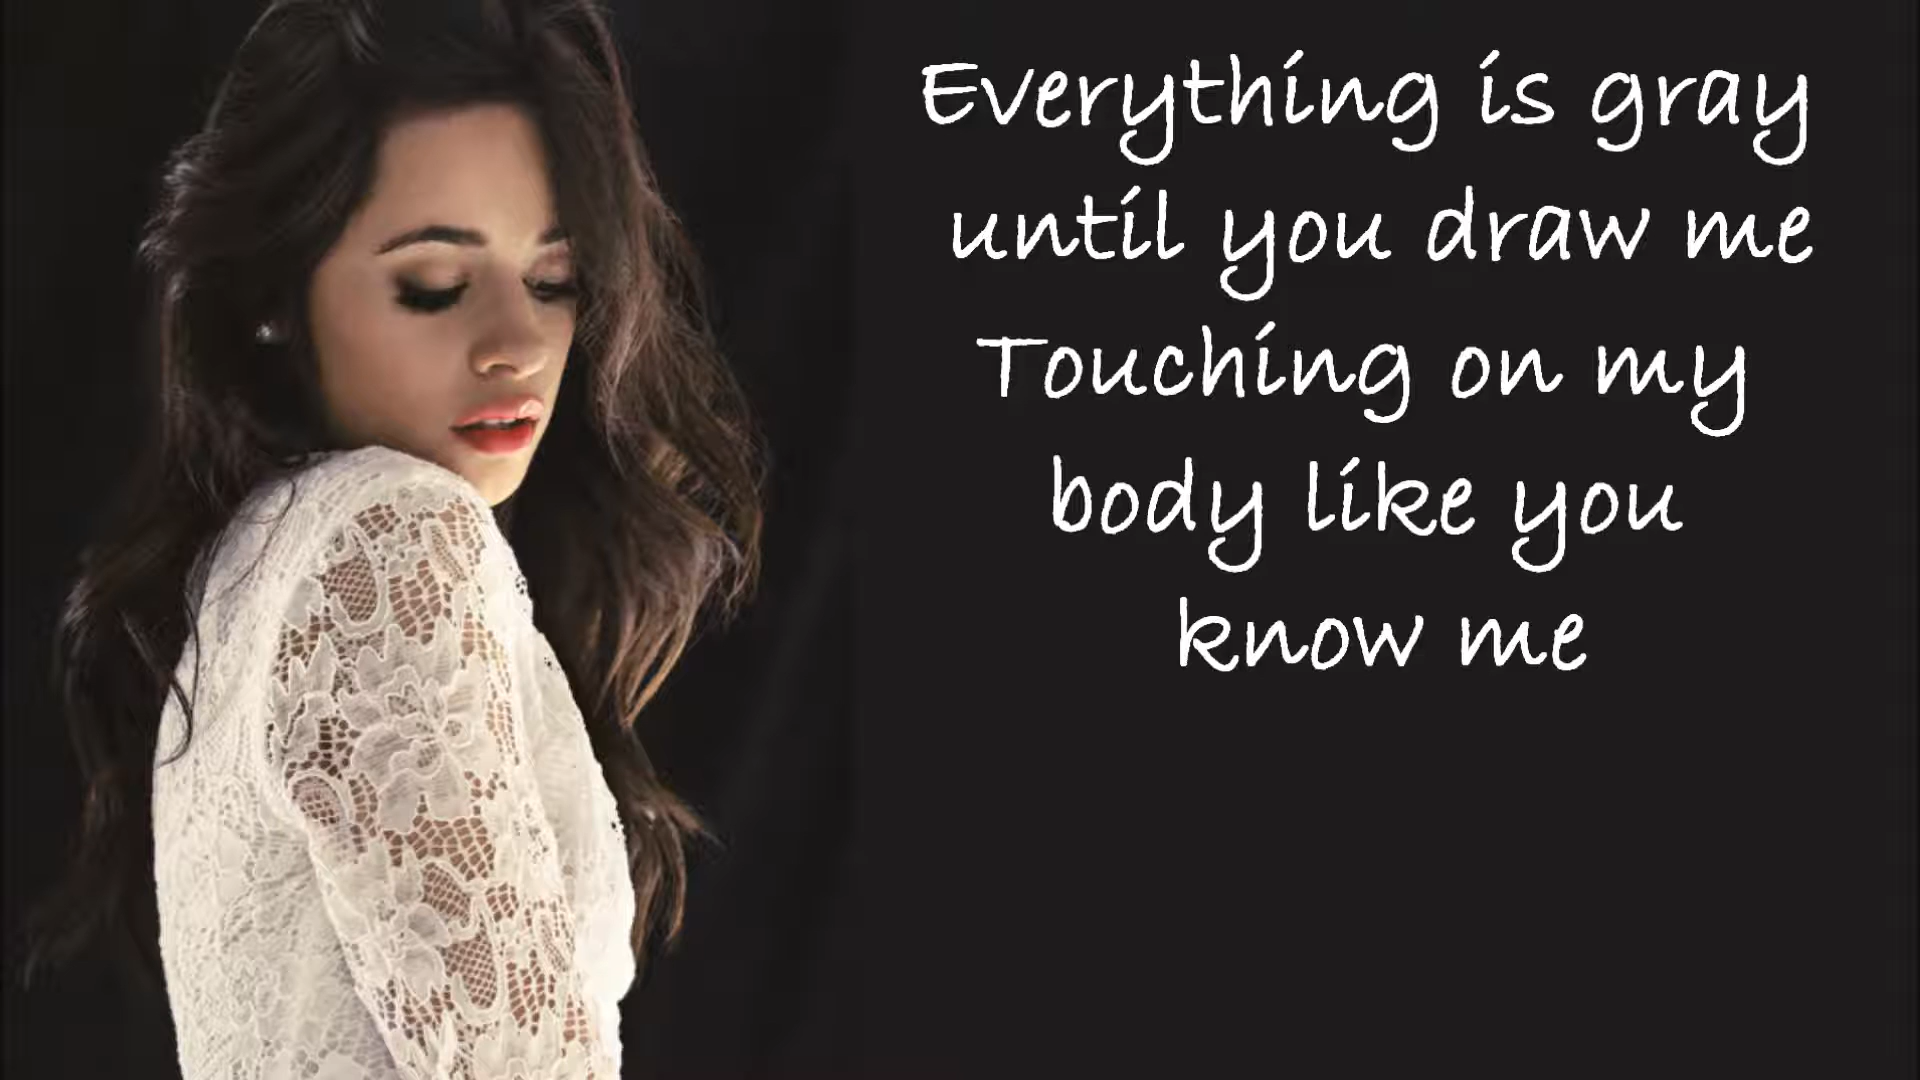 Everything is gray
until you draw me
Touching on my
body like you
know me